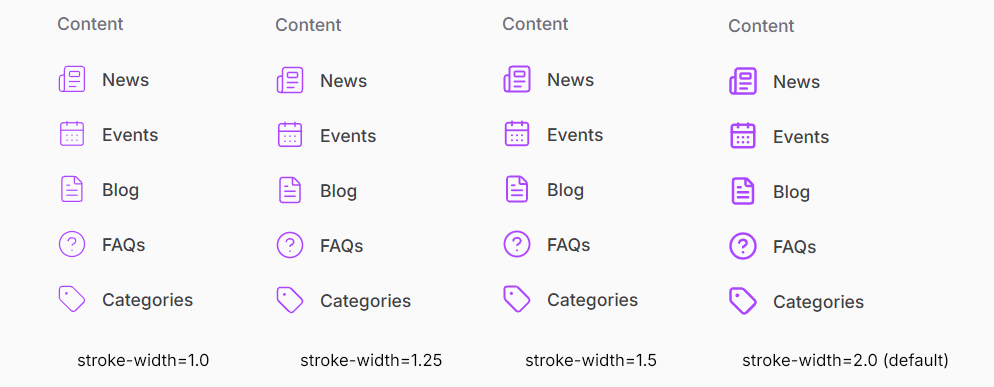 Content Content Content Content
News News News News
Events Events Events Events
Blog Blog Blog Blog
FAQs FAQs FAQs FAQs
Categories Categories Categories Categories
stroke-width=1.0 stroke-width=1.25 stroke-width=1.5 stroke-width=2.0 (default)